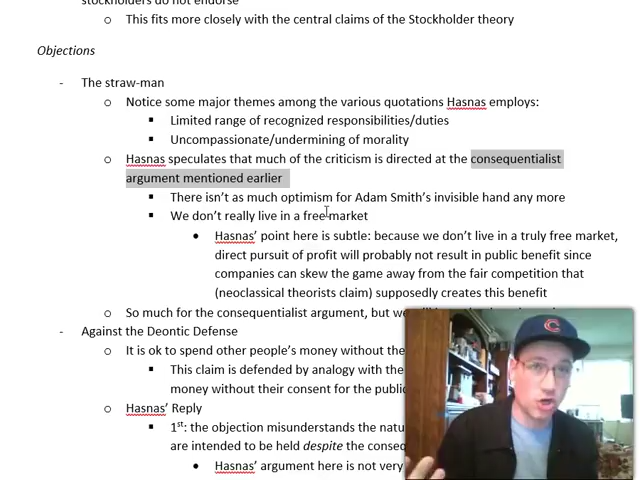 stockholders do not endorse
o This fits more closely with the central claims of the Stockholder theory
Objections
- The straw-man
o Notice some major themes among the various quotations Hasnas employs:
▪ Limited range of recognized responsibilities/duties
▪ Uncompassionate/undermining of morality
o Hasnas speculates that much of the criticism is directed at the consequentialist
argument mentioned earlier
▪ There isn't as much optimism for Adam Smith's invisible hand any more
▪ We don't really live in a free market
• Hasnas' point here is subtle: because we don't live in a truly free market,
direct pursuit of profit will probably not result in public benefit since
companies can skew the game away from the fair competition that
(neoclassical theorists claim) supposedly creates this benefit
o So much for the consequentialist argument, but we
- Against the Deontic Defense
o It is ok to spend other people's money without the
▪ This claim is defended by analogy with the
money without their consent for the public
o Hasnas' Reply
▪ 1st: the objection misunderstands the natu
are intended to be held despite the conseq
• Hasnas' argument here is not very
C